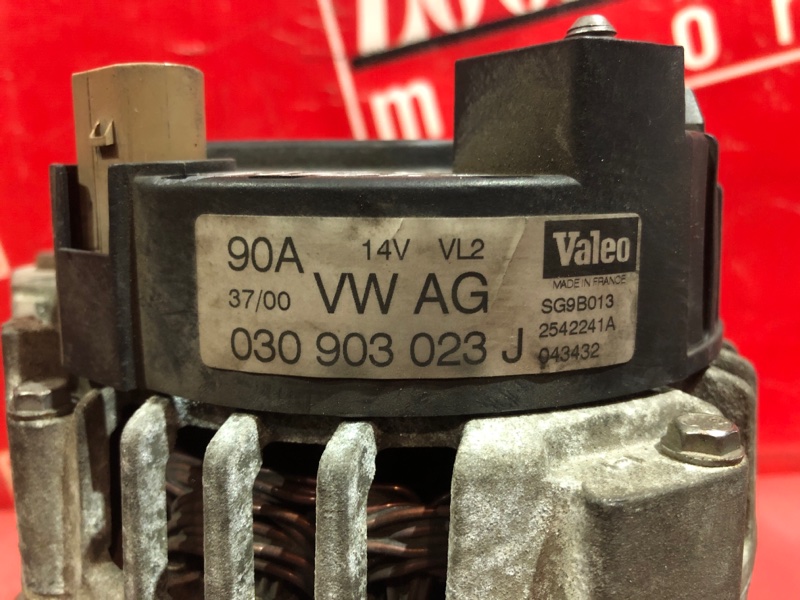 90A 14V VL2 Valeo
MADE IN FRANCE
37/00 VW AG SG9B013
2542241A
030 903 023 J 043432
m